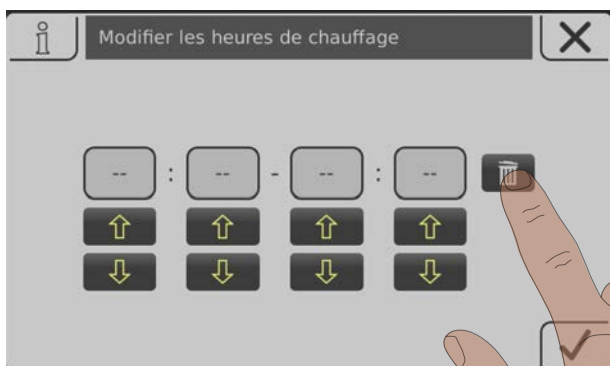 Modifier les heures de chauffage
-- : -- - -- : --